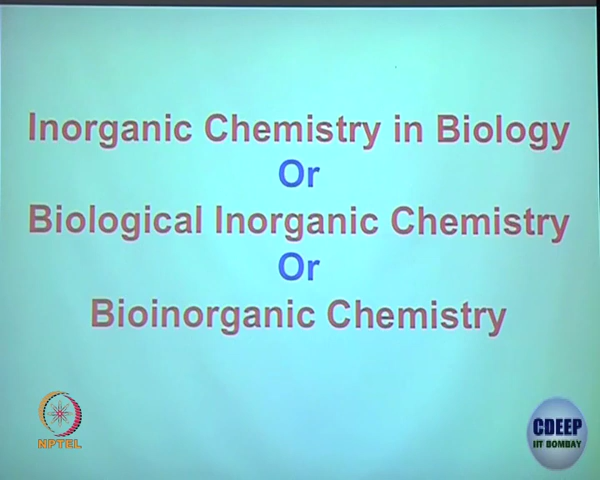 Inorganic Chemistry in Biology
Or
Biological Inorganic Chemistry
Or
Bioinorganic Chemistry
NPTEL
CDEEP
IIT BOMBAY